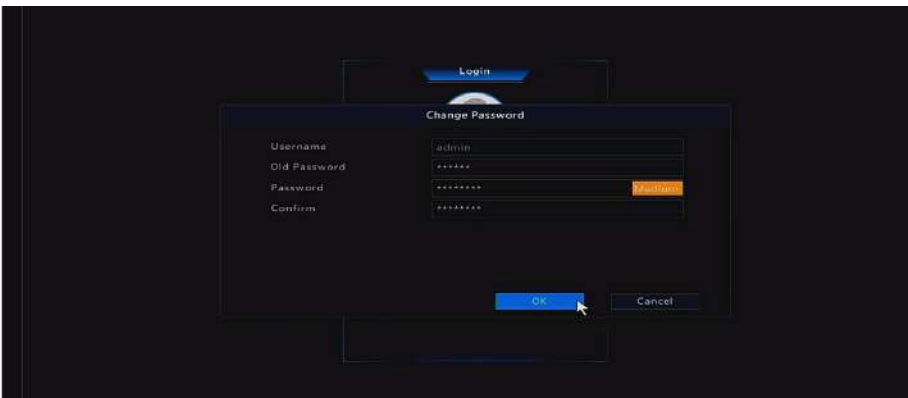 Login
Change Password
Username admin
Old Password ******
Password ******** Medium
Confirm ********
OK Cancel